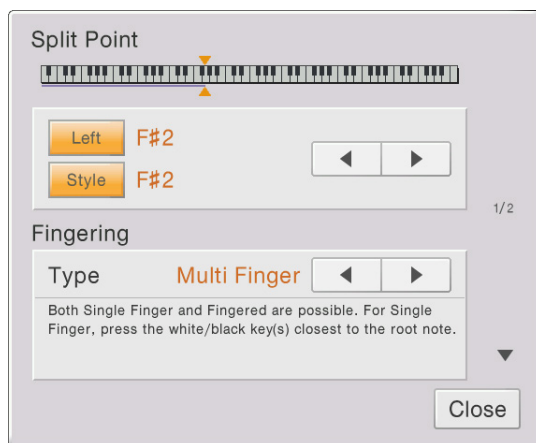 Split Point
Left F♯2
Style F♯2
1/2
Fingering
Type Multi Finger
Both Single Finger and Fingered are possible. For Single
Finger, press the white/black key(s) closest to the root note.
Close